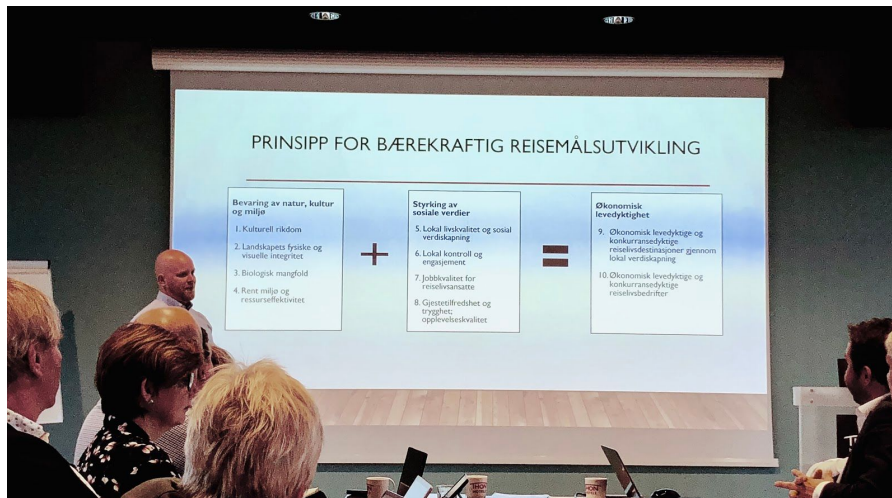 PRINSIPP FOR BÆREKRAFTIG REISEMÅLSUTVIKLING
Bevaring av natur, kultur
og miljø
1. Kulturell rikdom
2. Landskapets fysiske og
visuelle integritet
3. Biologisk mangfold
4. Rent miljø og
ressurseffektivitet
+
Styrking av
sosiale verdier
5. Lokal livskvalitet og sosial
verdiskapning
6. Lokal kontroll og
engasjement
7. Jobbkvalitet for
reiselivsansatte
8. Gjestetilfredshet og
trygghet;
opplevelseskvalitet
=
Økonomisk
levedyktighet
9. Økonomisk levedyktige og
konkurransedyktige
reiselivsdestinasjoner gjennom
lokal verdiskapning
10. Økonomisk levedyktige og
konkurransedyktige
reiselivsbedrifter
THON
THON